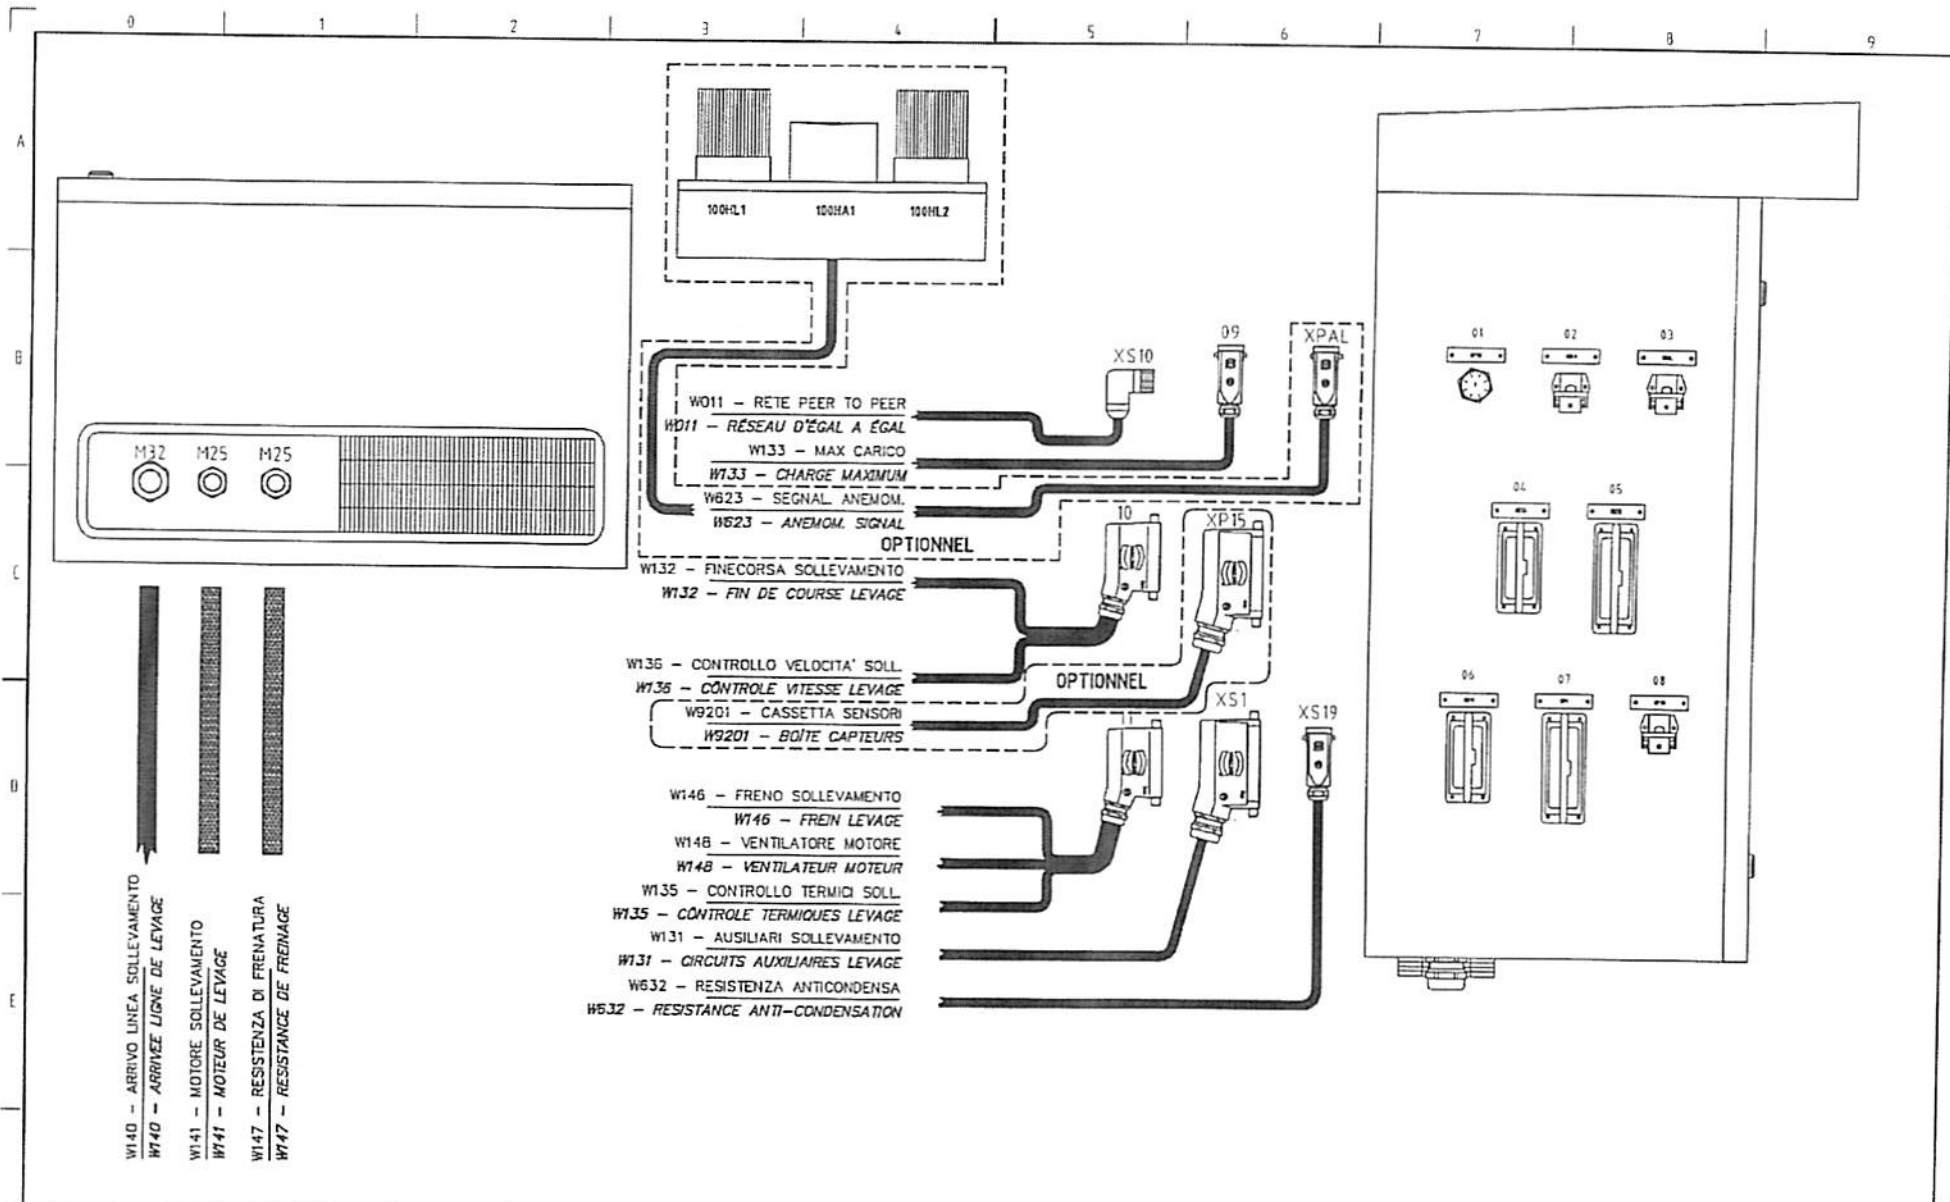 0 1 2 3 4 5 6 7 8 9
A
B
C
D
E
100HL1 100HA1 100HL2
M32 M25 M25
XS10 09 XPAL
W011 - RETE PEER TO PEER
W011 - RÉSEAU D'ÉGAL A ÉGAL
W133 - MAX CARICO
W133 - CHARGE MAXIMUM
W623 - SEGNAL. ANEMOM.
W623 - ANEMOM. SIGNAL
OPTIONNEL
10 XP15
W132 - FINECORSA SOLLEVAMENTO
W132 - FIN DE COURSE LEVAGE
W136 - CONTROLLO VELOCITA' SOLL.
W136 - CONTROLE VITESSE LEVAGE
OPTIONNEL
W9201 - CASSETTA SENSORI
W9201 - BOÎTE CAPTEURS
11 XS1 XS19
W146 - FRENO SOLLEVAMENTO
W146 - FREIN LEVAGE
W148 - VENTILATORE MOTORE
W148 - VENTILATEUR MOTEUR
W135 - CONTROLLO TERMICI SOLL.
W135 - CONTROLE TERMIQUES LEVAGE
W131 - AUSILIARI SOLLEVAMENTO
W131 - CIRCUITS AUXILIAIRES LEVAGE
W632 - RESISTENZA ANTICONDENSA
W632 - RESISTANCE ANTI-CONDENSATION
01 02 03
04 05
06 07 08
W140 - ARRIVO LINEA SOLLEVAMENTO
W140 - ARRIVEE LIGNE DE LEVAGE
W141 - MOTORE SOLLEVAMENTO
W141 - MOTEUR DE LEVAGE
W147 - RESISTENZA DI FRENATURA
W147 - RESISTANCE DE FREINAGE